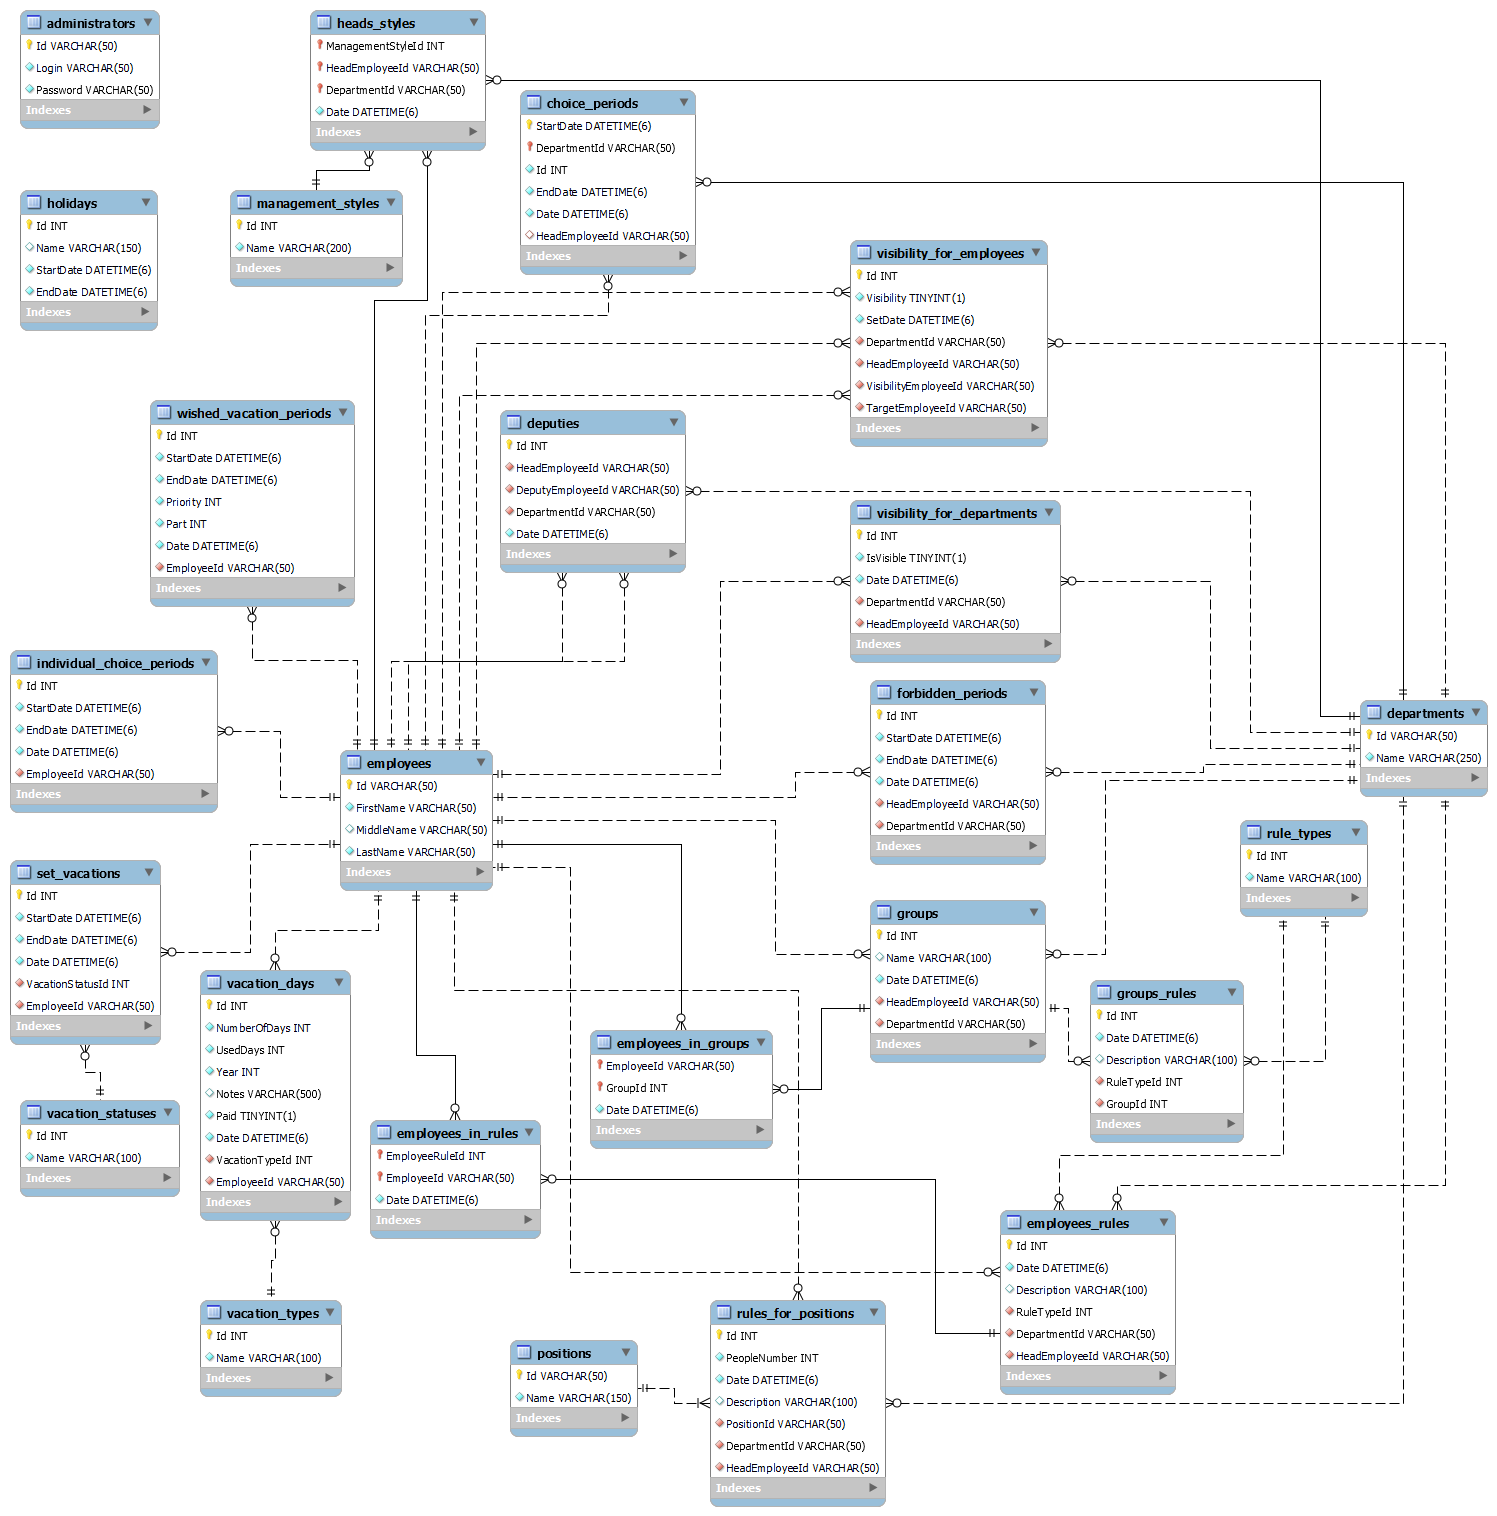 administrators
Id VARCHAR(50)
Login VARCHAR(50)
Password VARCHAR(50)
Indexes
heads_styles
ManagementStyleId INT
HeadEmployeeId VARCHAR(50)
DepartmentId VARCHAR(50)
Date DATETIME(6)
Indexes
choice_periods
StartDate DATETIME(6)
DepartmentId VARCHAR(50)
Id INT
EndDate DATETIME(6)
Date DATETIME(6)
HeadEmployeeId VARCHAR(50)
Indexes
holidays
Id INT
Name VARCHAR(150)
StartDate DATETIME(6)
EndDate DATETIME(6)
Indexes
management_styles
Id INT
Name VARCHAR(200)
Indexes
visibility_for_employees
Id INT
Visibility TINYINT(1)
SetDate DATETIME(6)
DepartmentId VARCHAR(50)
HeadEmployeeId VARCHAR(50)
VisibilityEmployeeId VARCHAR(50)
TargetEmployeeId VARCHAR(50)
Indexes
wished_vacation_periods
Id INT
StartDate DATETIME(6)
EndDate DATETIME(6)
Priority INT
Part INT
Date DATETIME(6)
EmployeeId VARCHAR(50)
Indexes
deputies
Id INT
HeadEmployeeId VARCHAR(50)
DeputyEmployeeId VARCHAR(50)
DepartmentId VARCHAR(50)
Date DATETIME(6)
Indexes
visibility_for_departments
Id INT
IsVisible TINYINT(1)
Date DATETIME(6)
DepartmentId VARCHAR(50)
HeadEmployeeId VARCHAR(50)
Indexes
individual_choice_periods
Id INT
StartDate DATETIME(6)
EndDate DATETIME(6)
Date DATETIME(6)
EmployeeId VARCHAR(50)
Indexes
forbidden_periods
Id INT
StartDate DATETIME(6)
EndDate DATETIME(6)
Date DATETIME(6)
HeadEmployeeId VARCHAR(50)
DepartmentId VARCHAR(50)
Indexes
departments
Id VARCHAR(50)
Name VARCHAR(250)
Indexes
employees
Id VARCHAR(50)
FirstName VARCHAR(50)
MiddleName VARCHAR(50)
LastName VARCHAR(50)
Indexes
rule_types
Id INT
Name VARCHAR(100)
Indexes
set_vacations
Id INT
StartDate DATETIME(6)
EndDate DATETIME(6)
Date DATETIME(6)
VacationStatusId INT
EmployeeId VARCHAR(50)
Indexes
groups
Id INT
Name VARCHAR(100)
Date DATETIME(6)
HeadEmployeeId VARCHAR(50)
DepartmentId VARCHAR(50)
Indexes
vacation_days
Id INT
NumberOfDays INT
UsedDays INT
Year INT
Notes VARCHAR(500)
Paid TINYINT(1)
Date DATETIME(6)
VacationTypeId INT
EmployeeId VARCHAR(50)
Indexes
groups_rules
Id INT
Date DATETIME(6)
Description VARCHAR(100)
RuleTypeId INT
GroupId INT
Indexes
employees_in_groups
EmployeeId VARCHAR(50)
GroupId INT
Date DATETIME(6)
Indexes
vacation_statuses
Id INT
Name VARCHAR(100)
Indexes
employees_in_rules
EmployeeRuleId INT
EmployeeId VARCHAR(50)
Date DATETIME(6)
Indexes
employees_rules
Id INT
Date DATETIME(6)
Description VARCHAR(100)
RuleTypeId INT
DepartmentId VARCHAR(50)
HeadEmployeeId VARCHAR(50)
Indexes
vacation_types
Id INT
Name VARCHAR(100)
Indexes
rules_for_positions
Id INT
PeopleNumber INT
Date DATETIME(6)
Description VARCHAR(100)
PositionId VARCHAR(50)
DepartmentId VARCHAR(50)
HeadEmployeeId VARCHAR(50)
Indexes
positions
Id VARCHAR(50)
Name VARCHAR(150)
Indexes